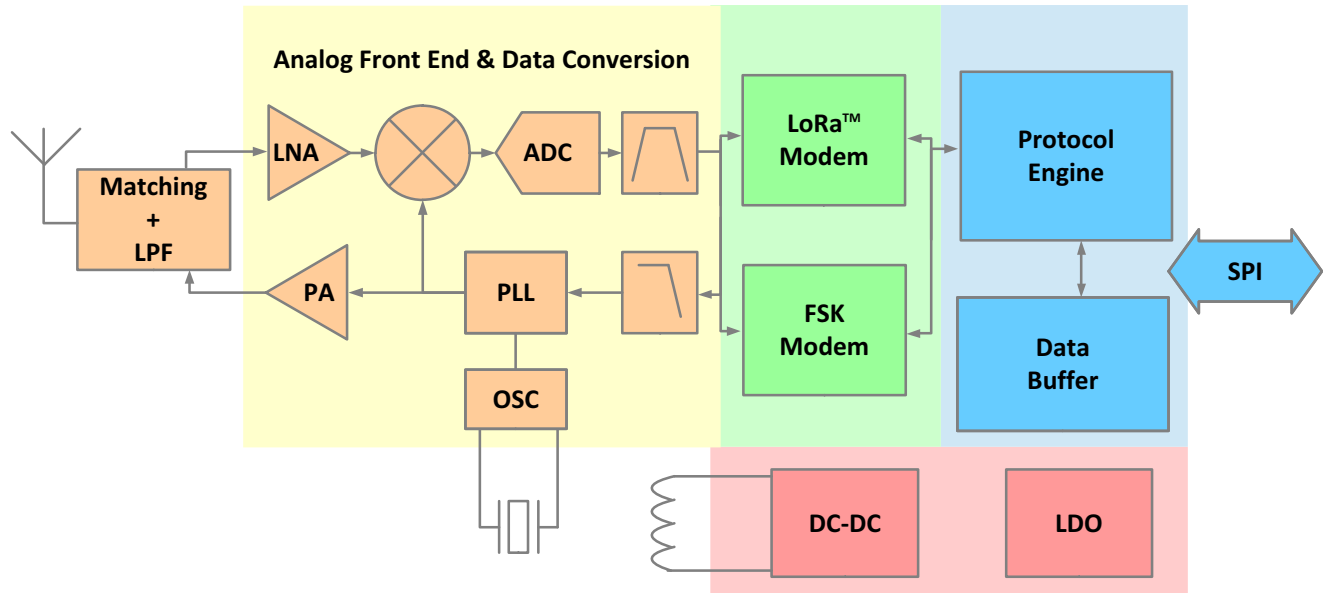 Analog Front End & Data Conversion
LNA
ADC
LoRa™
Modem
Protocol
Engine
Matching
+
LPF
PA
PLL
FSK
Modem
SPI
Data
Buffer
OSC
DC-DC
LDO